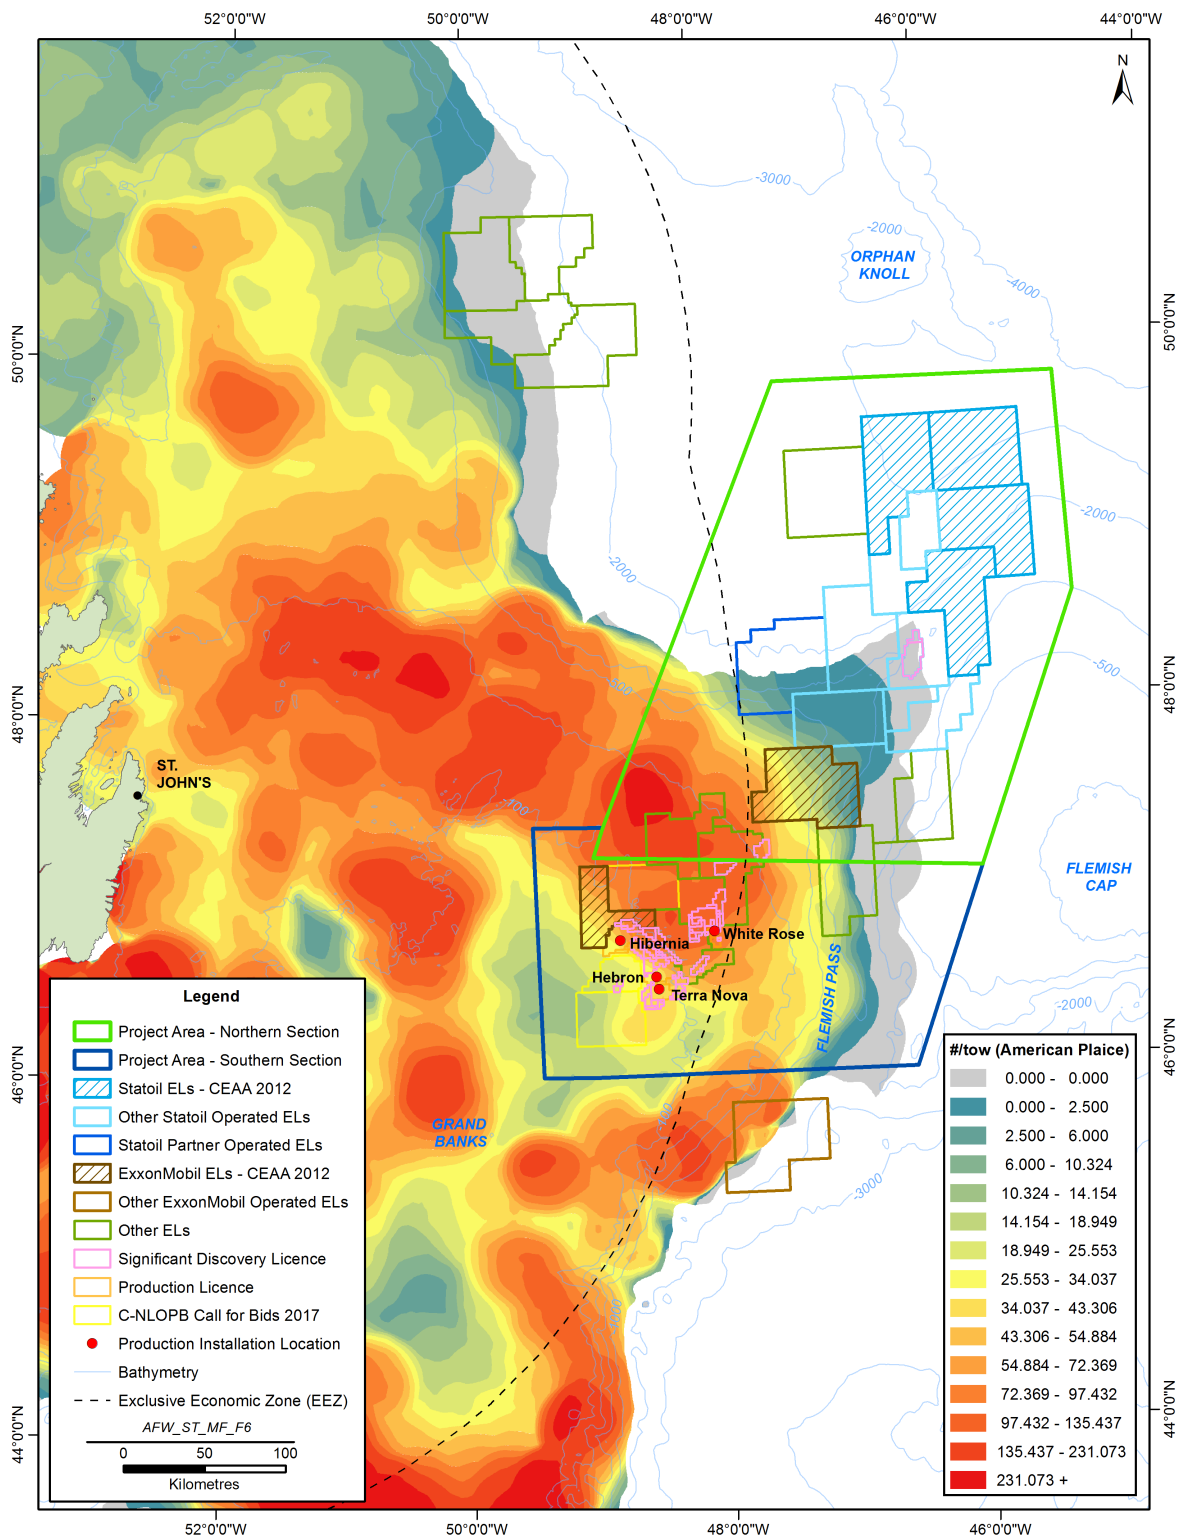 52°0'0"W
50°0'0"W
48°0'0"W
46°0'0"W
44°0'0"W
N
-3000
-2000
ORPHAN
KNOLL
-4000
50°0'0"N
50°0'0"N
-2000
-2000
-500
-500
48°0'0"N
48°0'0"N
ST.
JOHN'S
-100
FLEMISH
CAP
White Rose
Hibernia
Hebron
Terra Nova
FLEMISH PASS
-2000
46°0'0"N
46°0'0"N
-100
GRAND
BANKS
-3000
-1000
44°0'0"N
44°0'0"N
Legend
Project Area - Northern Section
Project Area - Southern Section
Statoil ELs - CEAA 2012
Other Statoil Operated ELs
Statoil Partner Operated ELs
ExxonMobil ELs - CEAA 2012
Other ExxonMobil Operated ELs
Other ELs
Significant Discovery Licence
Production Licence
C-NLOPB Call for Bids 2017
Production Installation Location
Bathymetry
Exclusive Economic Zone (EEZ)
AFW_ST_MF_F6
0 50 100
Kilometres
#/tow (American Plaice)
0.000 - 0.000
0.000 - 2.500
2.500 - 6.000
6.000 - 10.324
10.324 - 14.154
14.154 - 18.949
18.949 - 25.553
25.553 - 34.037
34.037 - 43.306
43.306 - 54.884
54.884 - 72.369
72.369 - 97.432
97.432 - 135.437
135.437 - 231.073
231.073 +
52°0'0"W
50°0'0"W
48°0'0"W
46°0'0"W